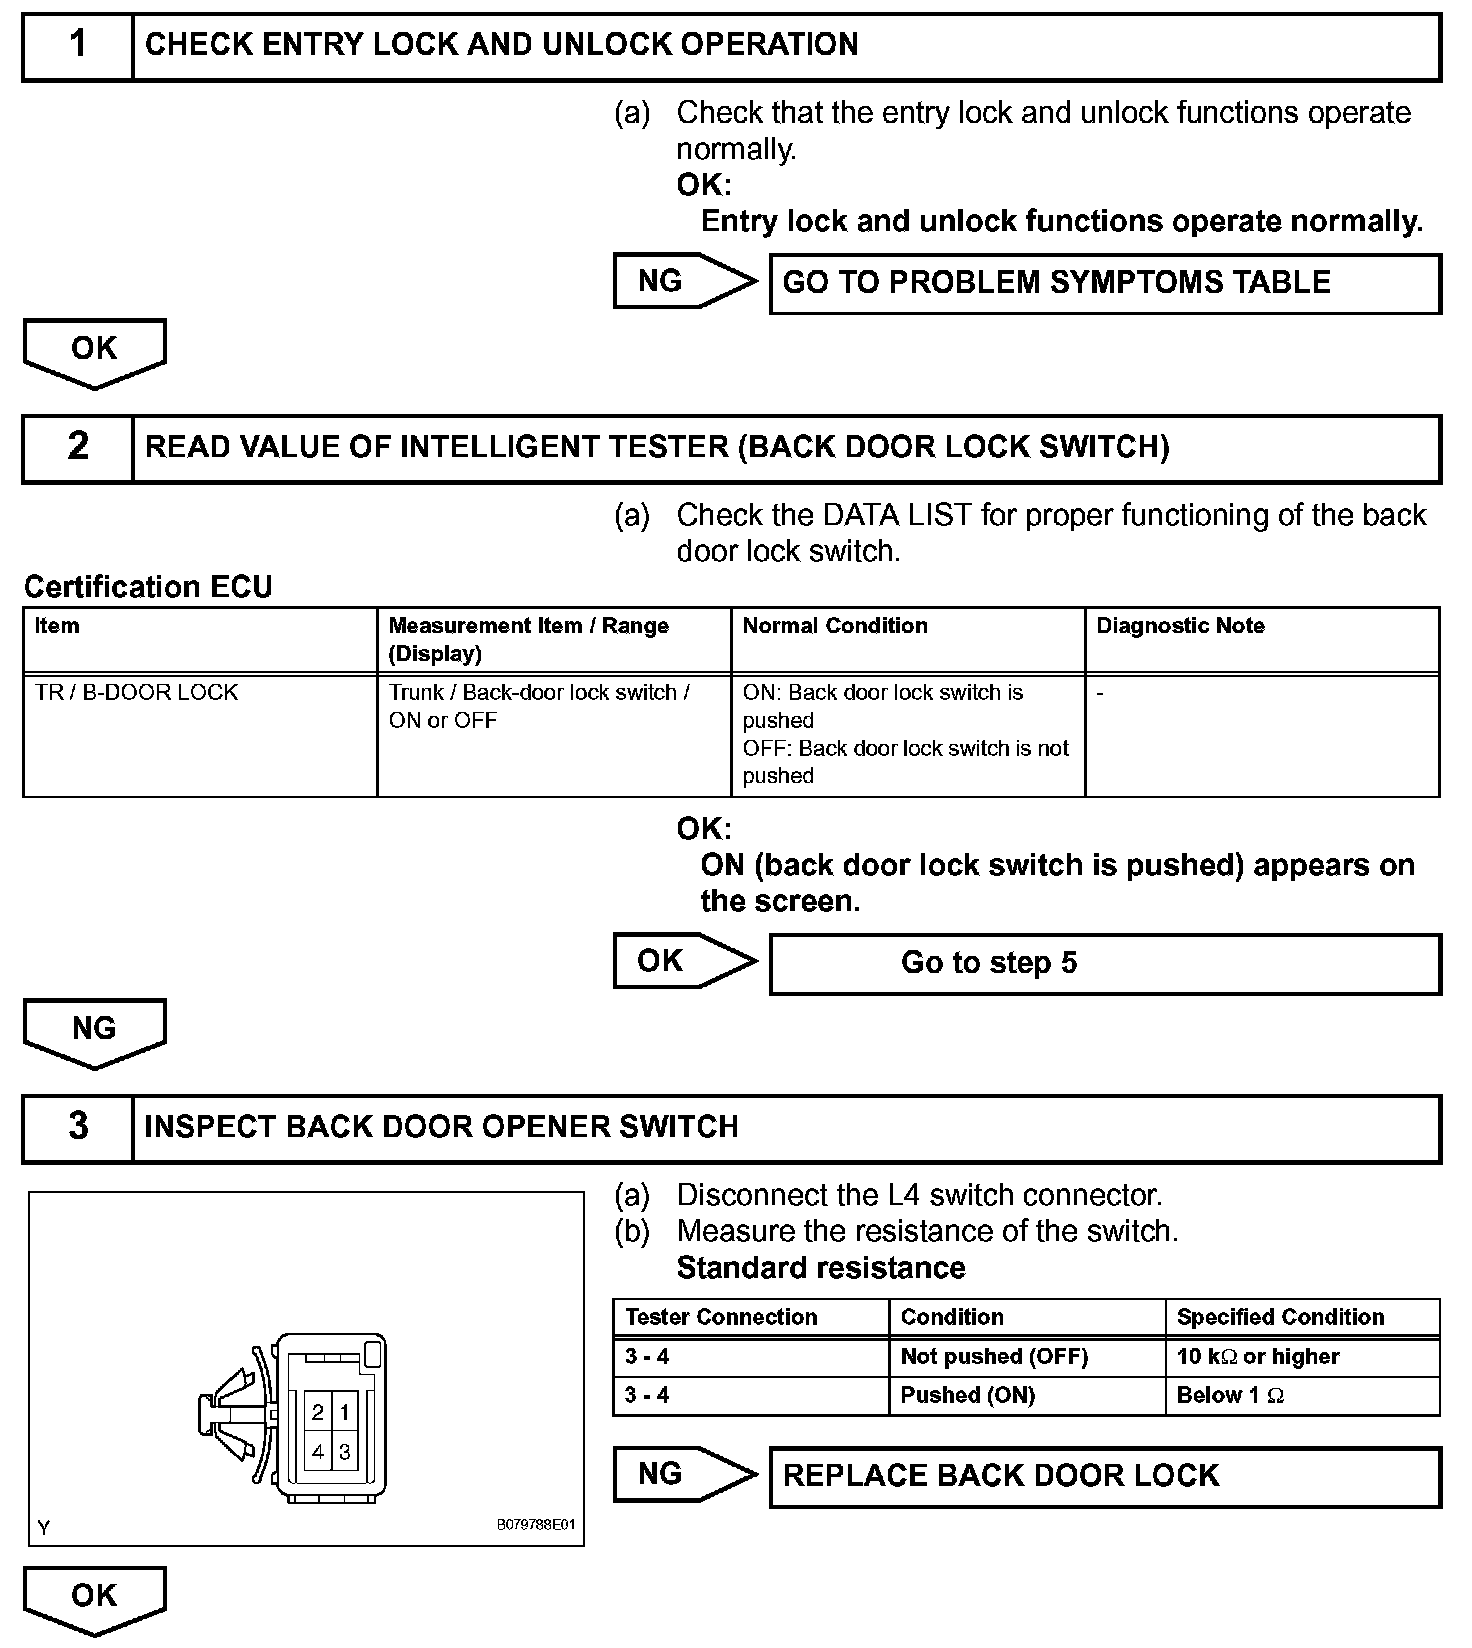 1
CHECK ENTRY LOCK AND UNLOCK OPERATION
(a) Check that the entry lock and unlock functions operate
normally.
OK:
Entry lock and unlock functions operate normally.
NG
GO TO PROBLEM SYMPTOMS TABLE
OK
2
READ VALUE OF INTELLIGENT TESTER (BACK DOOR LOCK SWITCH)
(a) Check the DATA LIST for proper functioning of the back
door lock switch.
Certification ECU
Item
Measurement Item / Range
(Display)
Normal Condition
Diagnostic Note
TR / B-DOOR LOCK
Trunk / Back-door lock switch /
ON or OFF
ON: Back door lock switch is
pushed
OFF: Back door lock switch is not
pushed
-
OK:
ON (back door lock switch is pushed) appears on
the screen.
OK
Go to step 5
NG
3
INSPECT BACK DOOR OPENER SWITCH
(a) Disconnect the L4 switch connector.
(b) Measure the resistance of the switch.
Standard resistance
Tester Connection
Condition
Specified Condition
3 - 4
Not pushed (OFF)
10 kΩ or higher
3 - 4
Pushed (ON)
Below 1 Ω
2 1
4 3
Y
B079788E01
NG
REPLACE BACK DOOR LOCK
OK